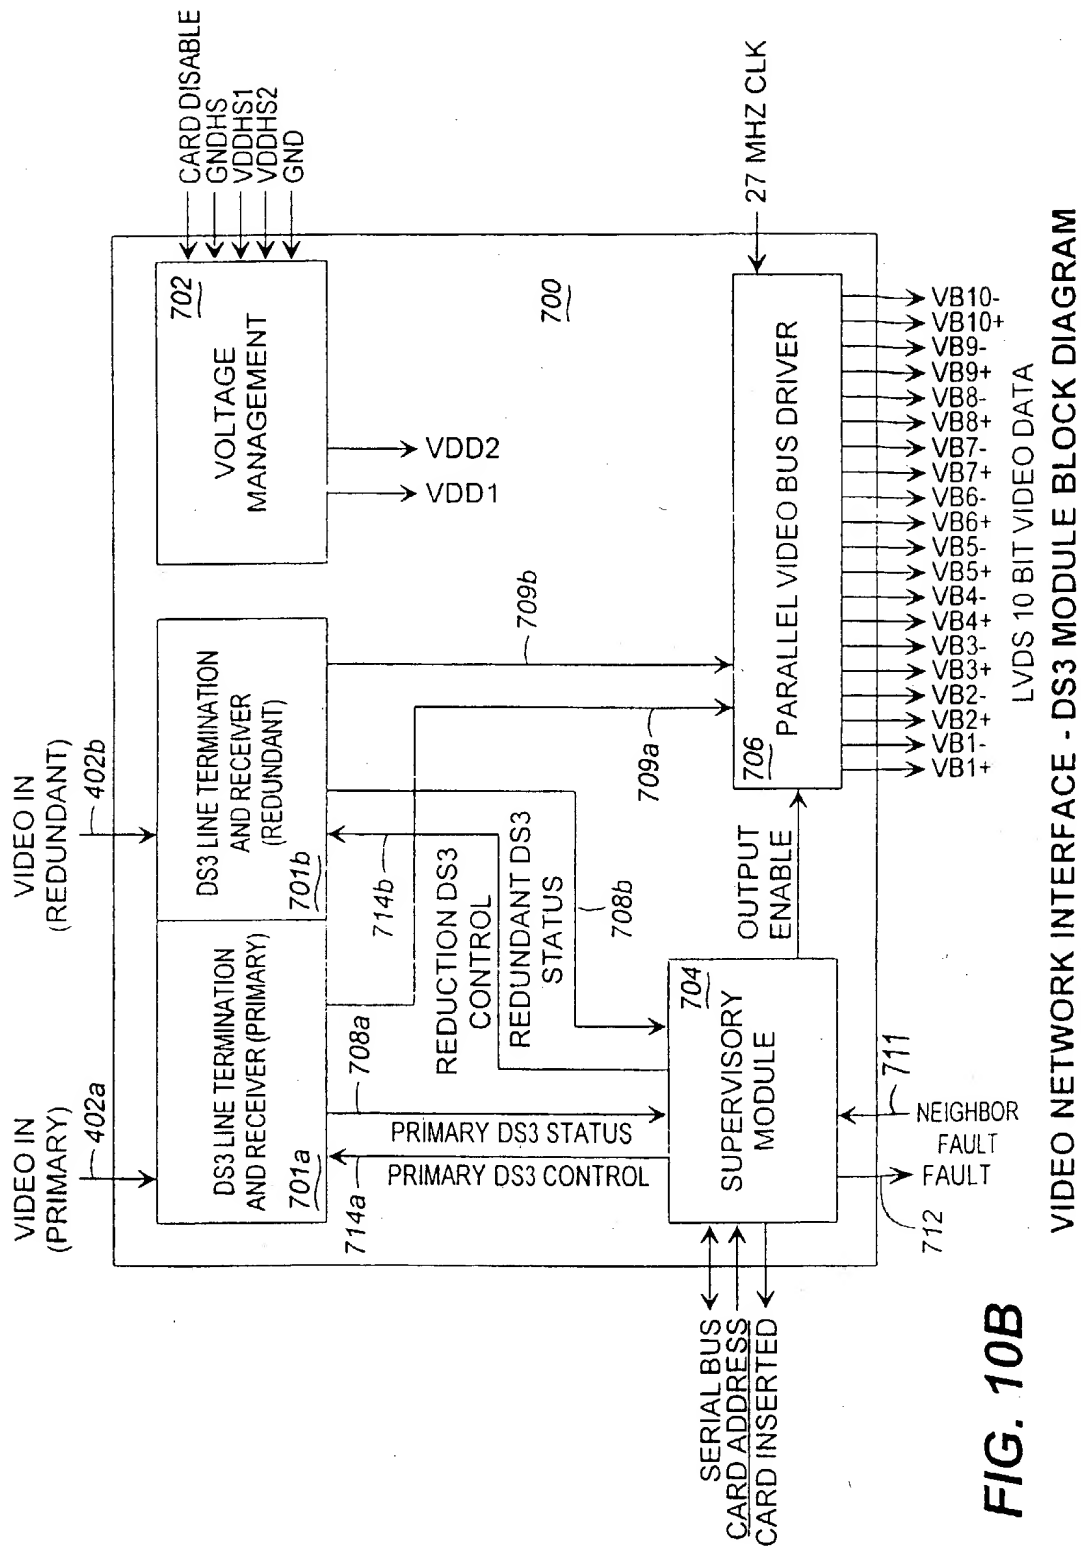 VIDEO IN
(PRIMARY)
402a
VIDEO IN
(REDUNDANT)
402b
DS3 LINE TERMINATION
AND RECEIVER (PRIMARY)
701a
DS3 LINE TERMINATION
AND RECEIVER
(REDUNDANT)
701b
702
VOLTAGE
MANAGEMENT
CARD DISABLE
GNDHS
VDDHS1
VDDHS2
GND
VDD2
VDD1
700
714a
708a
714b
709b
709a
708b
PRIMARY DS3 STATUS
PRIMARY DS3 CONTROL
REDUCTION DS3
CONTROL
REDUNDANT DS3
STATUS
704
SUPERVISORY
MODULE
OUTPUT
ENABLE
706
PARALLEL VIDEO BUS DRIVER
27 MHZ CLK
SERIAL BUS
CARD ADDRESS
CARD INSERTED
711
NEIGHBOR
FAULT
FAULT
712
VB1+
VB1-
VB2+
VB2-
VB3+
VB3-
VB4+
VB4-
VB5+
VB5-
VB6+
VB6-
VB7+
VB7-
VB8+
VB8-
VB9+
VB9-
VB10+
VB10-
LVDS 10 BIT VIDEO DATA
FIG. 10B
VIDEO NETWORK INTERFACE - DS3 MODULE BLOCK DIAGRAM